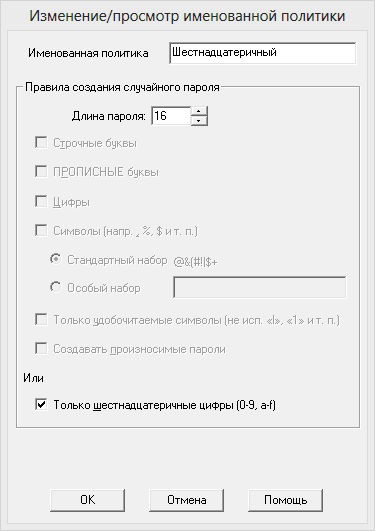 Изменение/просмотр именованной политики
Именованная политика Шестнадцатеричный
Правила создания случайного пароля
Длина пароля: 16
Строчные буквы
ПРОПИСНЫЕ буквы
Цифры
Символы (напр. _, %, $ и т. п.)
Стандартный набор @&(#!|$+
Особый набор
Только удобочитаемые символы (не исп. «l», «1» и т. п.)
Создавать произносимые пароли
Или
Только шестнадцатеричные цифры (0-9, a-f)
OK Отмена Помощь